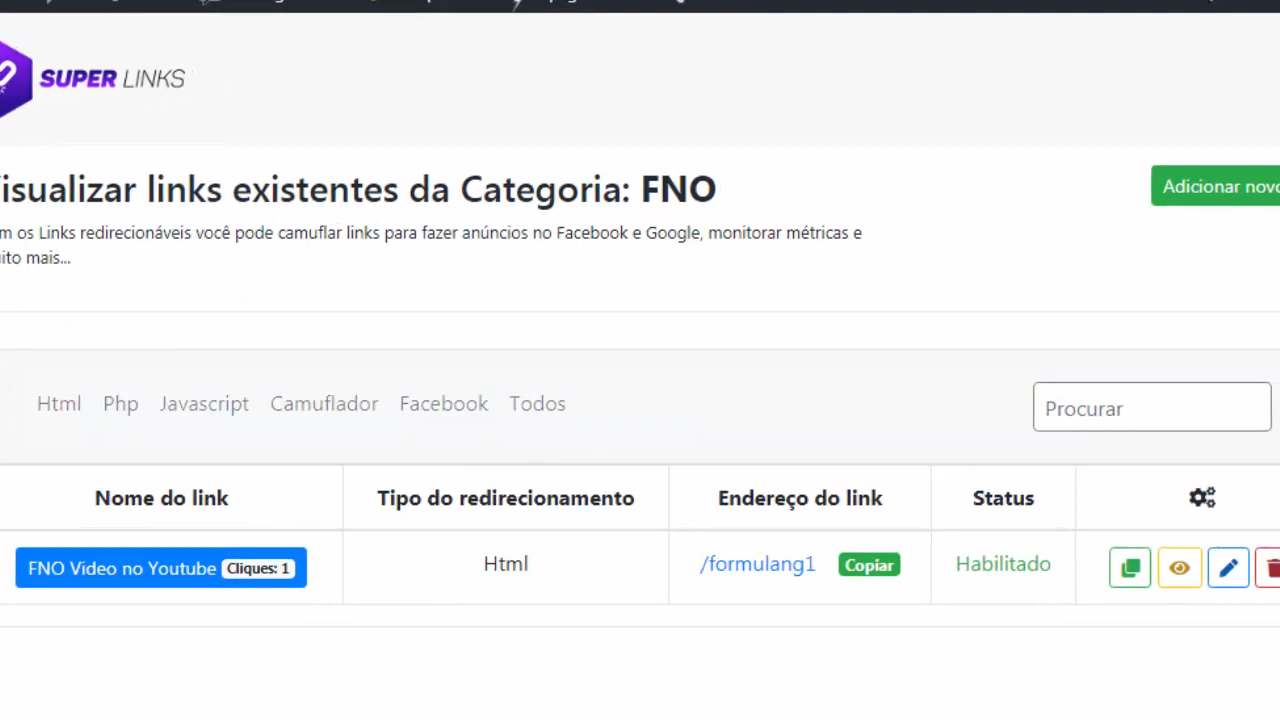 SUPER LINKS
isualizar links existentes da Categoria: FNO
Adicionar novo
m os Links redirecionáveis você pode camuflar links para fazer anúncios no Facebook e Google, monitorar métricas e
ito mais...
Html Php Javascript Camuflador Facebook Todos
Procurar
Nome do link Tipo do redirecionamento Endereço do link Status
FNO Video no Youtube Cliques: 1 Html /formulang1 Copiar Habilitado